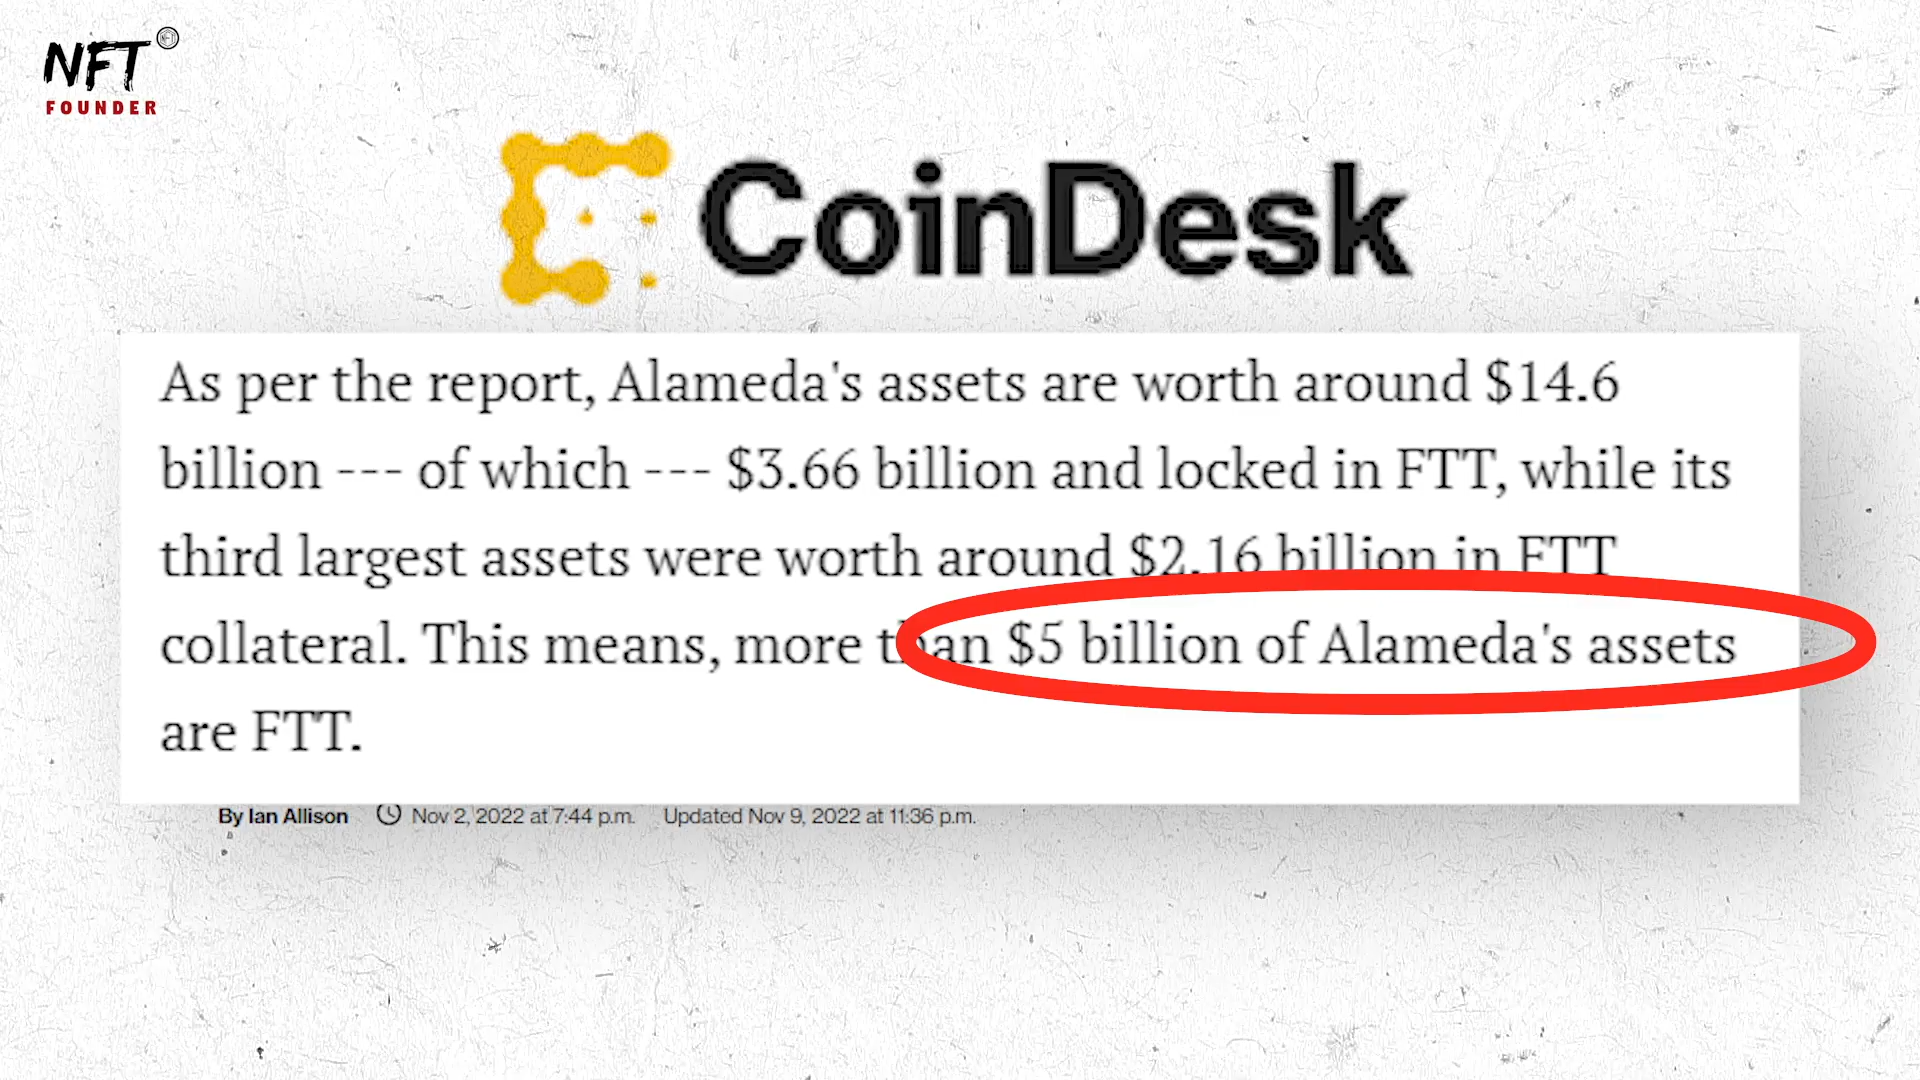 NFT
FOUNDER
CoinDesk
As per the report, Alameda's assets are worth around $14.6
billion --- of which --- $3.66 billion and locked in FTT, while its
third largest assets were worth around $2.16 billion in FTT
collateral. This means, more than $5 billion of Alameda's assets
are FTT.
By Ian Allison Nov 2, 2022 at 7:44 p.m. Updated Nov 9, 2022 at 11:36 p.m.